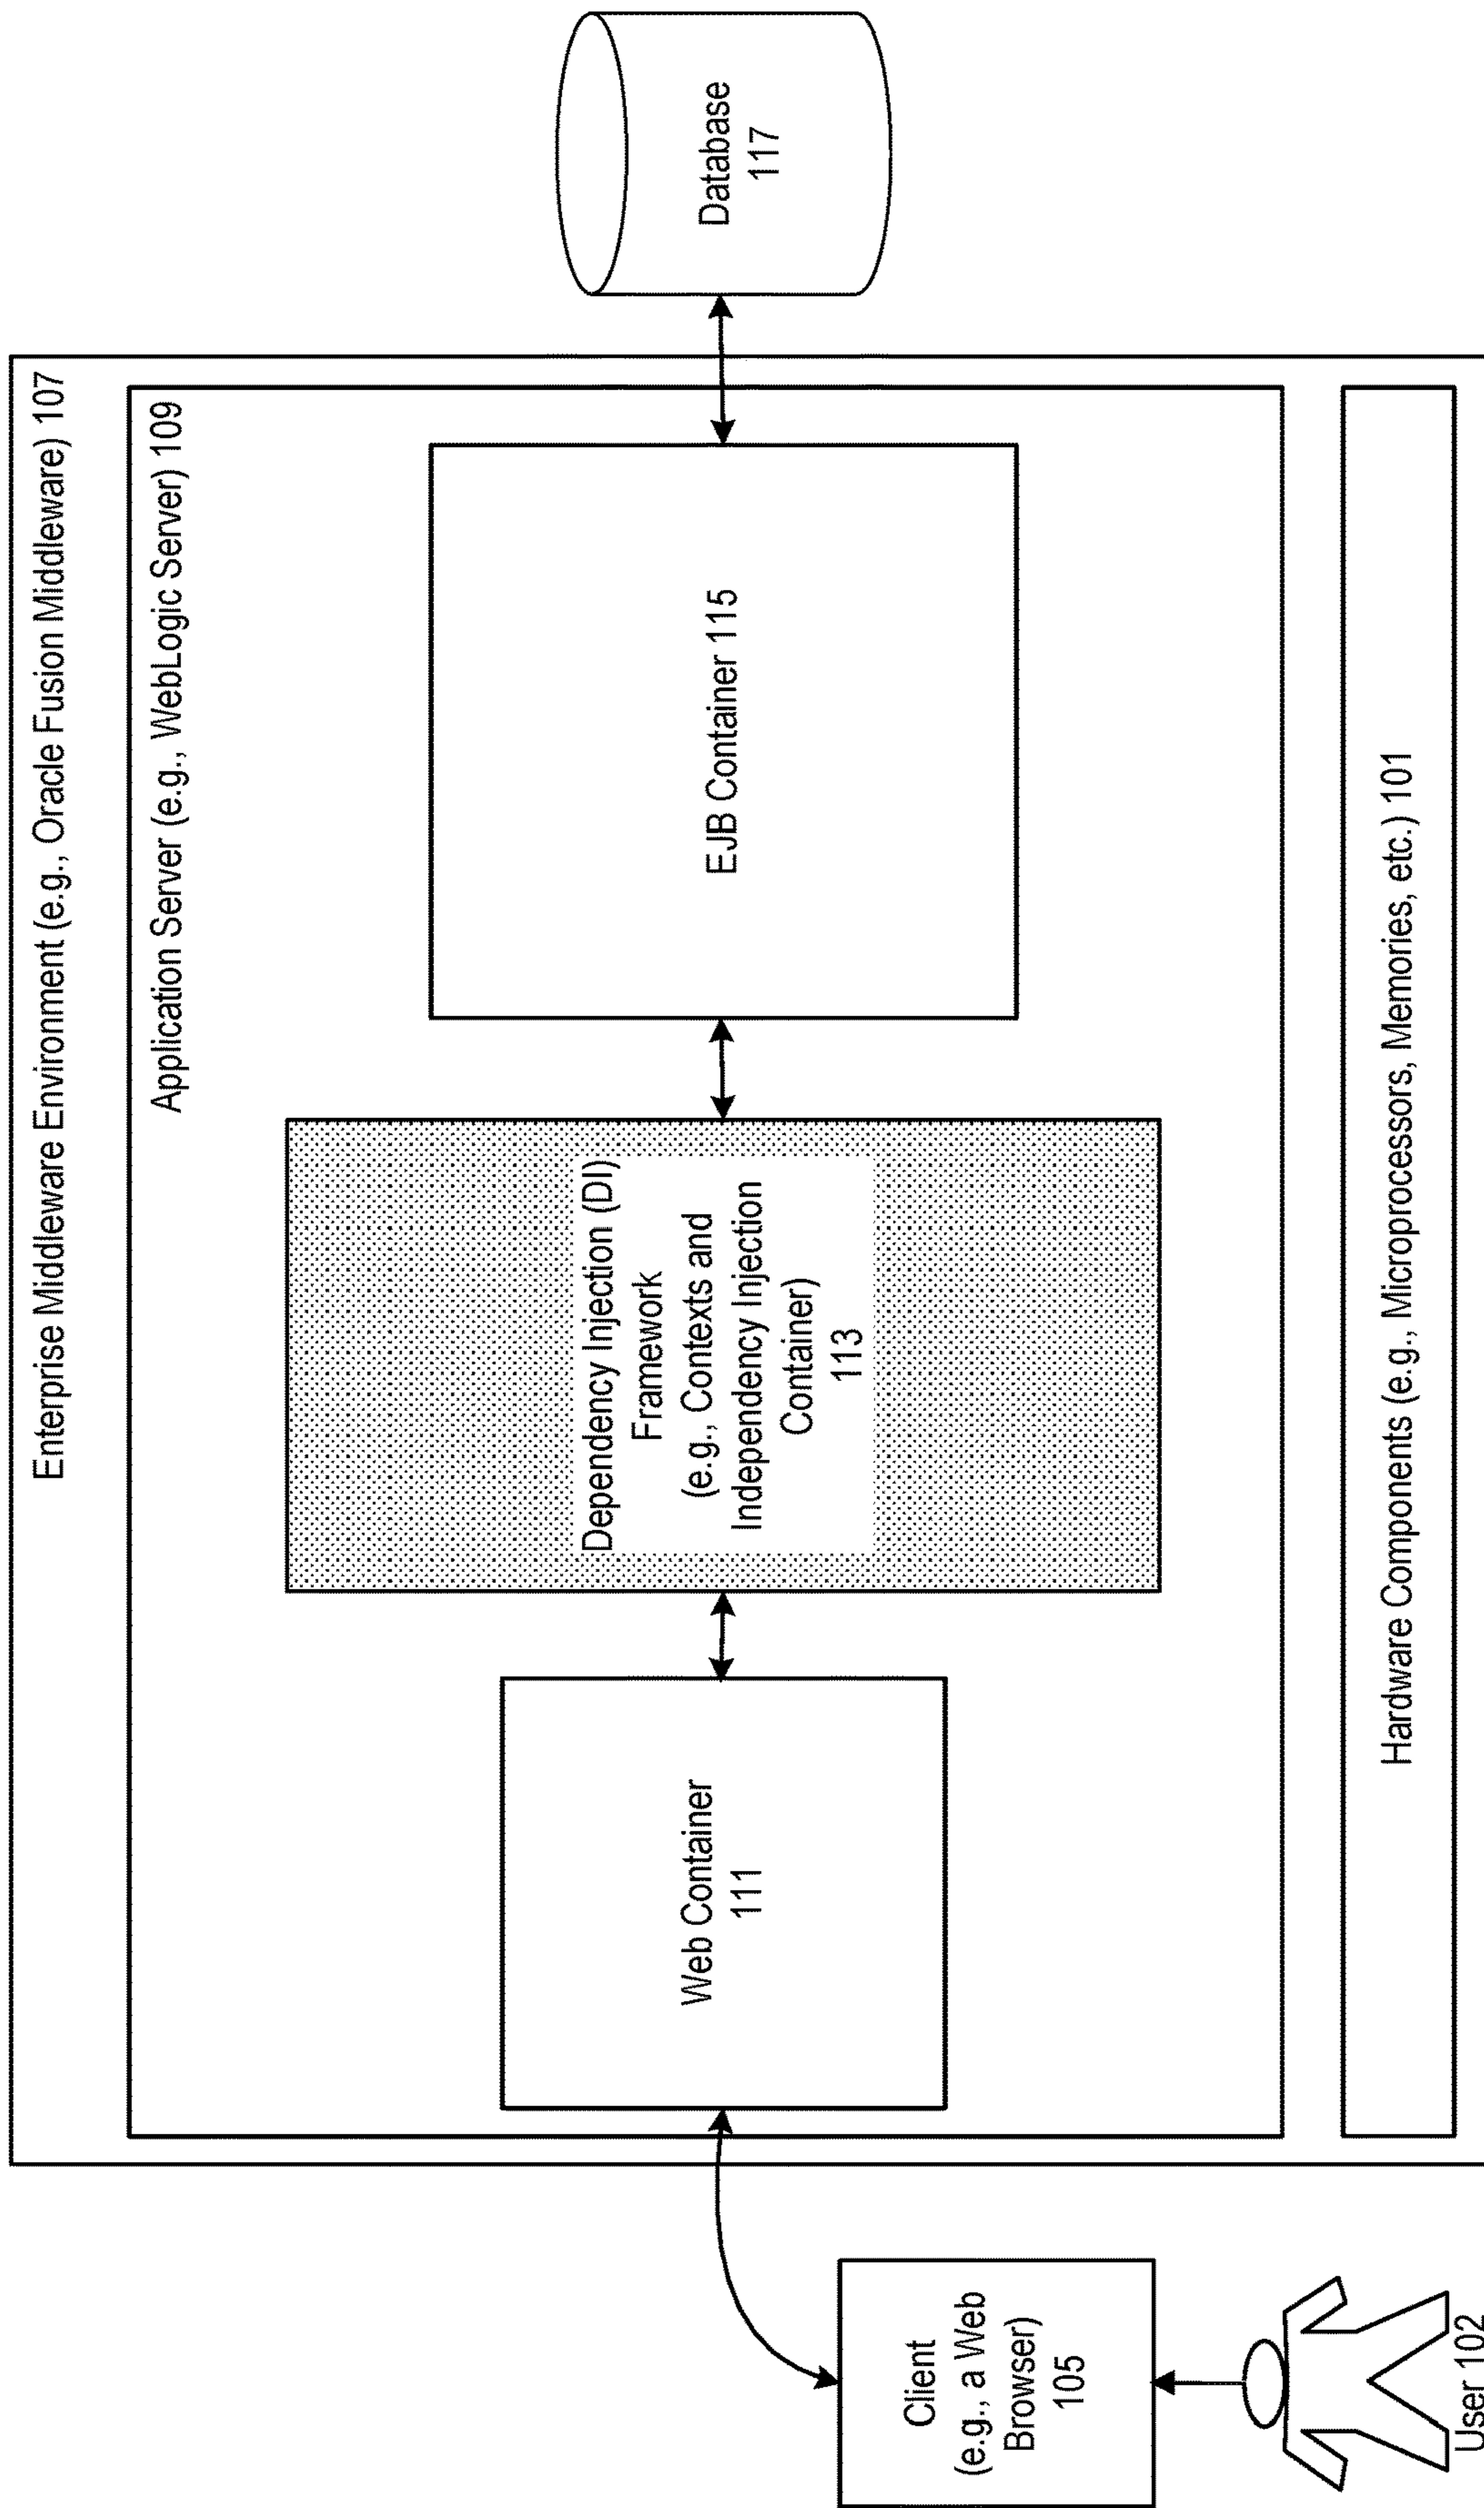 Enterprise Middleware Environment (e.g., Oracle Fusion Middleware) 107
Application Server (e.g., WebLogic Server) 109
Web Container
111
Dependency Injection (DI)
Framework
(e.g., Contexts and
Independency Injection
Container)
113
EJB Container 115
Database
117
Client
(e.g., a Web
Browser)
105
User 102
Hardware Components (e.g., Microprocessors, Memories, etc.) 101